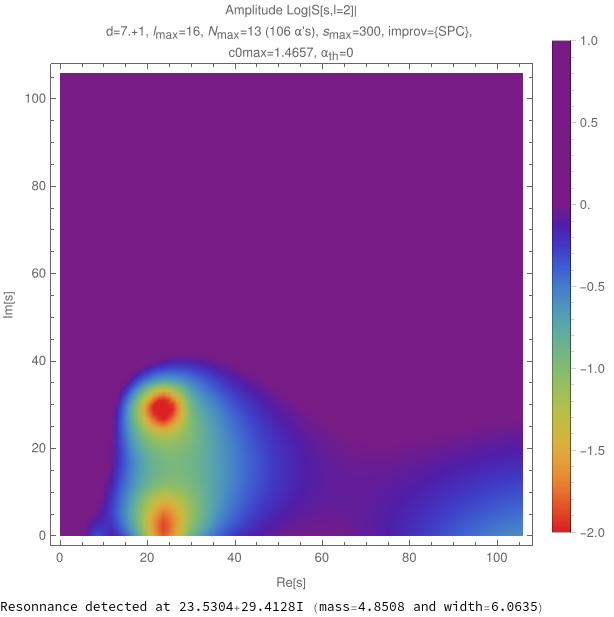 Amplitude Log|S[s,l=2]|
d=7.+1, lmax=16, Nmax=13 (106 α's), smax=300, improv={SPC},
c0max=1.4657, αth=0
1.0
0.5
0.
−0.5
−1.0
−1.5
−2.0
100
80
60
40
20
0
Im[s]
0 20 40 60 80 100
Re[s]
Resonnance detected at 23.5304+29.4128I (mass=4.8508 and width=6.0635)